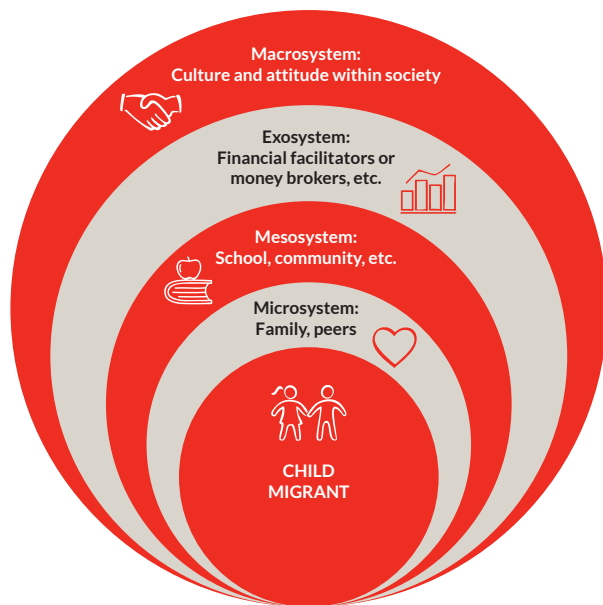 Macrosystem:
Culture and attitude within society
Exosystem:
Financial facilitators or
money brokers, etc.
Mesosystem:
School, community, etc.
Microsystem:
Family, peers
CHILD
MIGRANT